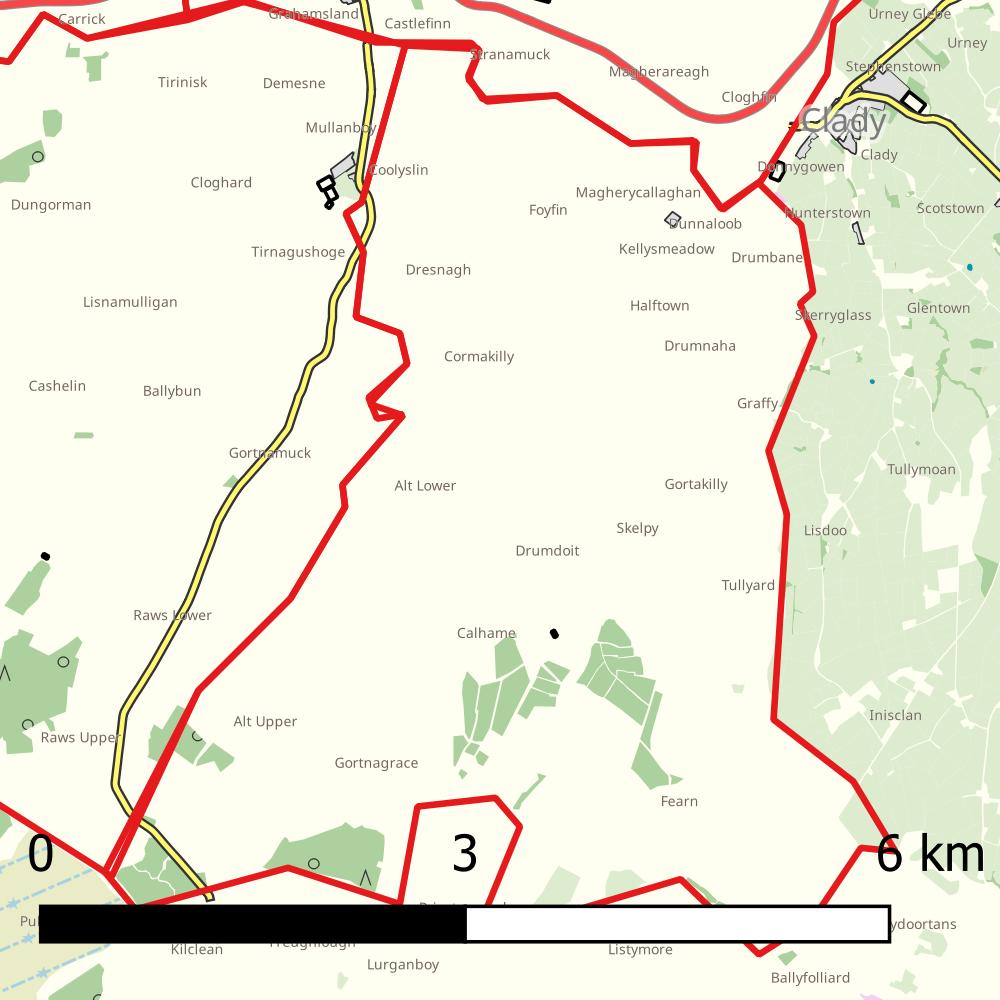 Carrick
Grahamsland
Castlefinn
Urney Glebe
Urney
Stranamuck
Stephenstown
Tirinisk
Demesne
Magherareagh
Cloghfin
Mullanboy
Clady
Clady
Cloghard
Coolyslin
Donnygowen
Dungorman
Magherycallaghan
Foyfin
Dunnaloob
Hunterstown
Scotstown
Tirnagushoge
Kellysmeadow
Drumbane
Dresnagh
Lisnamulligan
Halftown
Skerryglass
Glentown
Cormakilly
Drumnaha
Cashelin
Ballybun
Graffy
Gortnamuck
Tullymoan
Alt Lower
Gortakilly
Skelpy
Lisdoo
Drumdoit
Tullyard
Raws Lower
Calhame
Alt Upper
Inisclan
Raws Upper
Gortnagrace
Fearn
0
3
6 km
Kilclean
Listymore
Lurganboy
Ballyfolliard